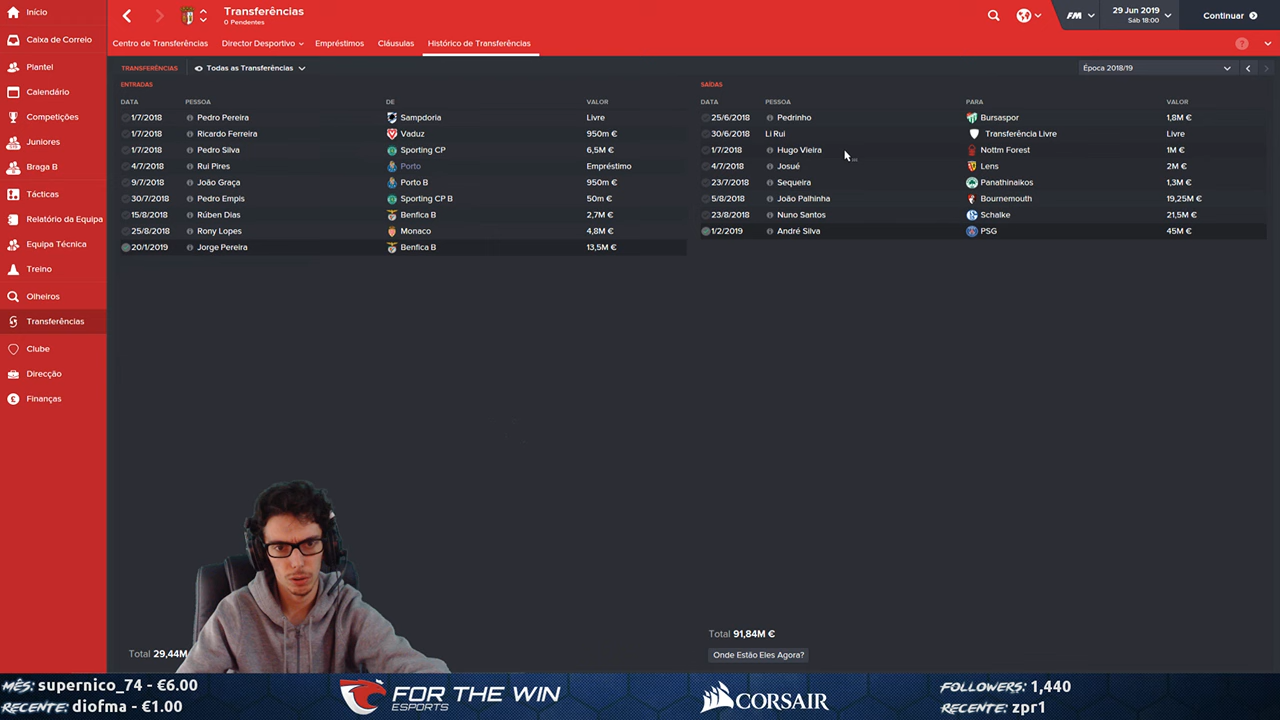 Início
Caixa de Correio
Plantel
Calendário
Competições
Juniores
Braga B
Tácticas
Relatório da Equipa
Equipa Técnica
Treino
Olheiros
Transferências
Clube
Direcção
Finanças
Transferências
0 Pendentes
FM
29 Jun 2019
Sáb 18:00
Continuar
Centro de Transferências Director Desportivo Empréstimos Cláusulas Histórico de Transferências
TRANSFERÊNCIAS Todas as Transferências
Época 2018/19
ENTRADAS
DATA PESSOA DE VALOR
1/7/2018 Pedro Pereira Sampdoria Livre
1/7/2018 Ricardo Ferreira Vaduz 950m €
1/7/2018 Pedro Silva Sporting CP 6,5M €
4/7/2018 Rui Pires Porto Empréstimo
9/7/2018 João Graça Porto B 950m €
30/7/2018 Pedro Empis Sporting CP B 50m €
15/8/2018 Rúben Dias Benfica B 2,7M €
25/8/2018 Rony Lopes Monaco 4,8M €
20/1/2019 Jorge Pereira Benfica B 13,5M €
Total 29,44M
SAÍDAS
DATA PESSOA PARA VALOR
25/6/2018 Pedrinho Bursaspor 1,8M €
30/6/2018 Li Rui Transferência Livre Livre
1/7/2018 Hugo Vieira Nottm Forest 1M €
4/7/2018 Josué Lens 2M €
23/7/2018 Sequeira Panathinaikos 1,3M €
5/8/2018 João Palhinha Bournemouth 19,25M €
23/8/2018 Nuno Santos Schalke 21,5M €
1/2/2019 André Silva PSG 45M €
Total 91,84M €
Onde Estão Eles Agora?
MÊS: supernico_74 - €6.00
RECENTE: diofma - €1.00
FOR THE WIN
ESPORTS
CORSAIR
FOLLOWERS: 1,440
RECENTE: zpr1